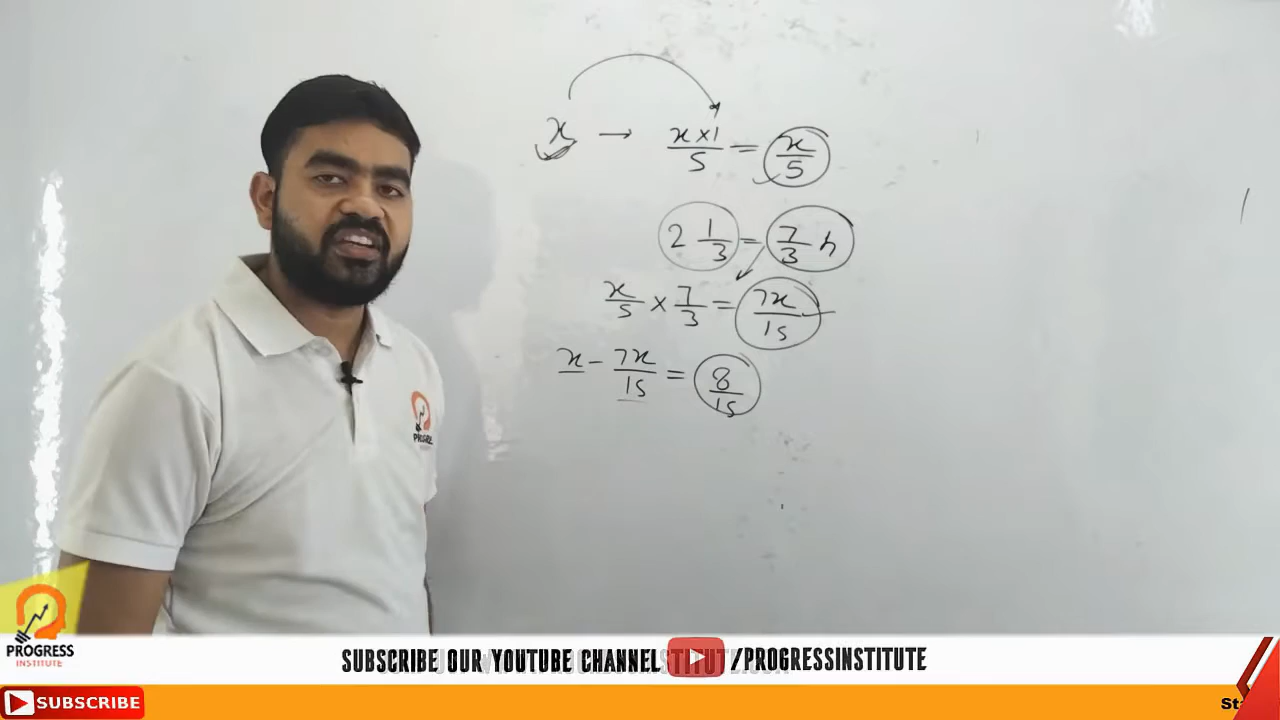 x → x×1/5 = x/5
2 1/3 = 7/3 h
x/5 × 7/3 = 7x/15
x - 7x/15 = 8/15
PROGRE
PROGRESS
INSTITUTE
SUBSCRIBE OUR YOUTUBE CHANNEL /PROGRESSINSTITUTE
SUBSCRIBE